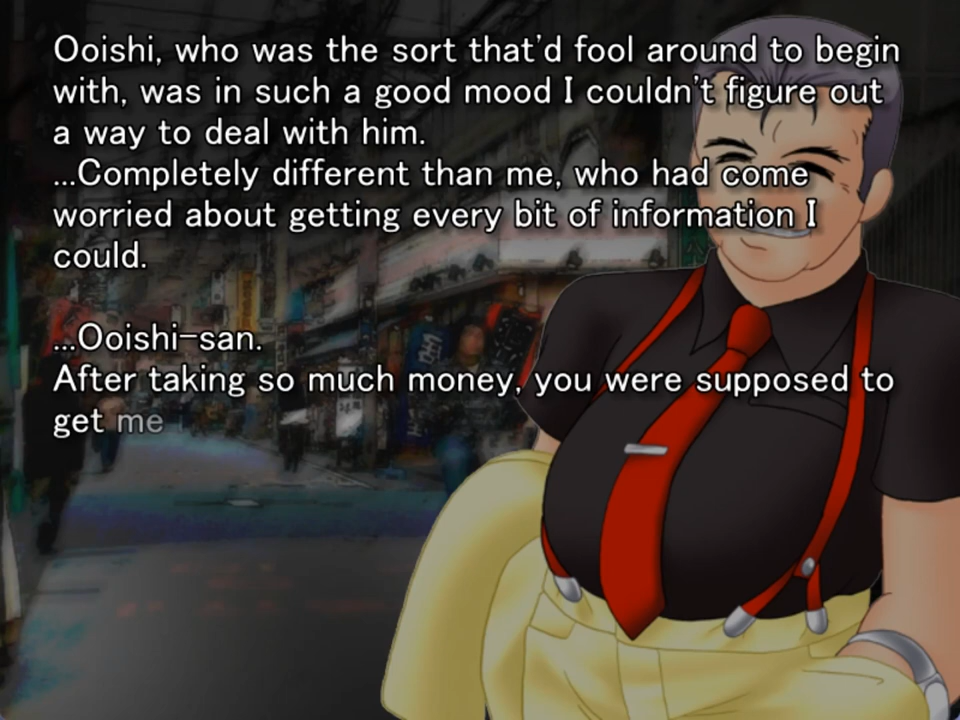 Ooishi, who was the sort that'd fool around to begin
with, was in such a good mood I couldn't figure out
a way to deal with him.
...Completely different than me, who had come
worried about getting every bit of information I
could.
...Ooishi-san.
After taking so much money, you were supposed to
get me